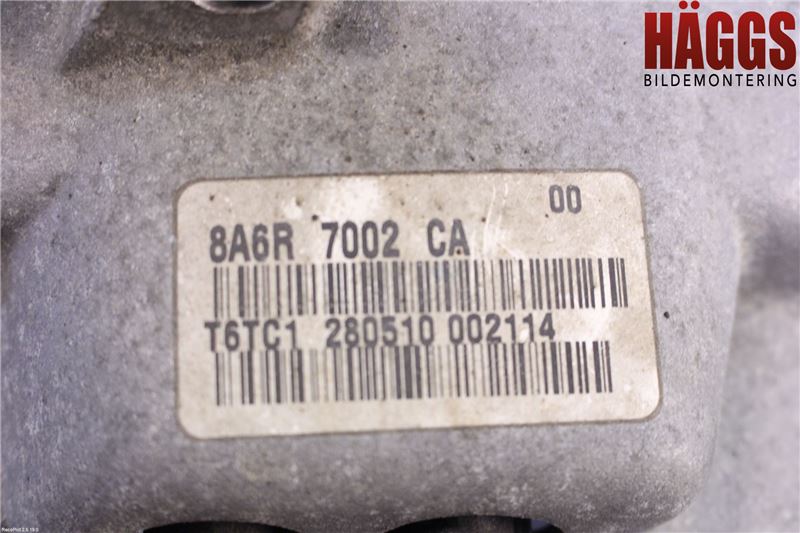 HÄGGS
BILDEMONTERING
00
8A6R 7002 CA
T6TC1 280510 002114